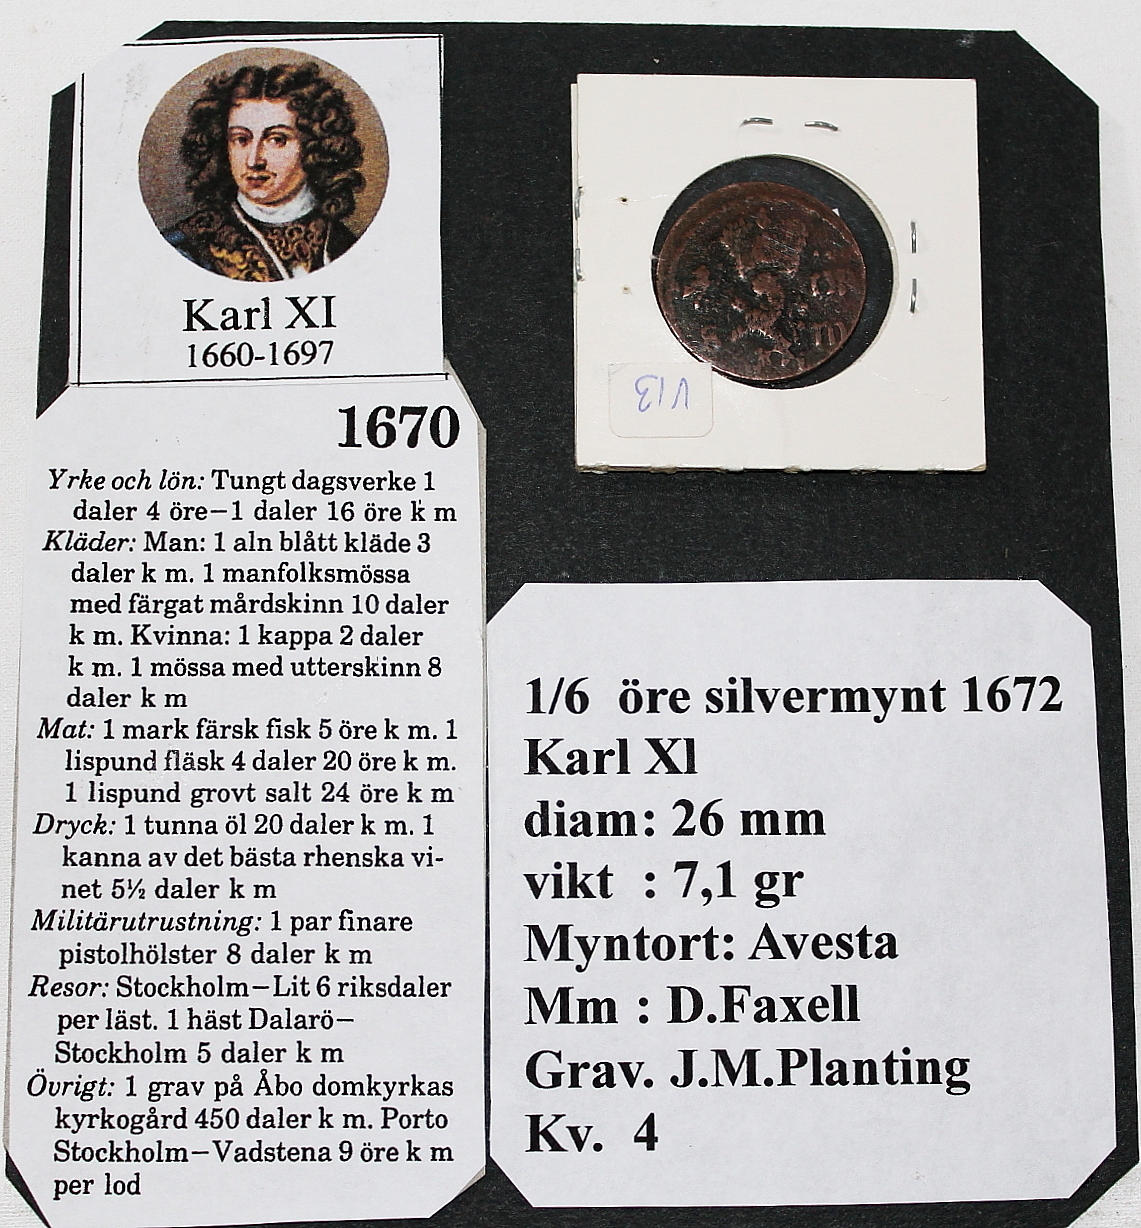 Karl XI
1660-1697
1670
Yrke och lön: Tungt dagsverke 1
daler 4 öre–1 daler 16 öre k m
Kläder: Man: 1 aln blått kläde 3
daler k m. 1 manfolksmössa
med färgat mårdskinn 10 daler
k m. Kvinna: 1 kappa 2 daler
k m. 1 mössa med utterskinn 8
daler k m
Mat: 1 mark färsk fisk 5 öre k m. 1
lispund fläsk 4 daler 20 öre k m.
1 lispund grovt salt 24 öre k m
Dryck: 1 tunna öl 20 daler k m. 1
kanna av det bästa rhenska vi-
net 5½ daler k m
Militärutrustning: 1 par finare
pistolhölster 8 daler k m
Resor: Stockholm–Lit 6 riksdaler
per läst. 1 häst Dalarö–
Stockholm 5 daler k m
Övrigt: 1 grav på Åbo domkyrkas
kyrkogård 450 daler k m. Porto
Stockholm–Vadstena 9 öre k m
per lod
V13
1/6 öre silvermynt 1672
Karl Xl
diam: 26 mm
vikt : 7,1 gr
Myntort: Avesta
Mm : D.Faxell
Grav. J.M.Planting
Kv. 4